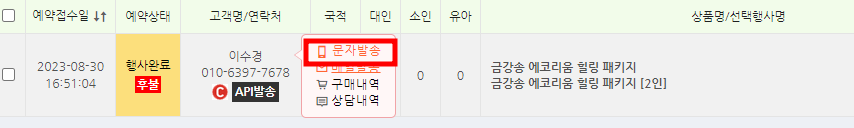 예약접수일 예약상태 고객명/연락처 국적 대인 소인 유아 상품명/선택행사명
2023-08-30
16:51:04
행사완료
후불
이수경
010-6397-7678
C API발송
문자발송
메일발송
구매내역
상담내역
0 0
금강송 에코리움 힐링 패키지
금강송 에코리움 힐링 패키지 [2인]